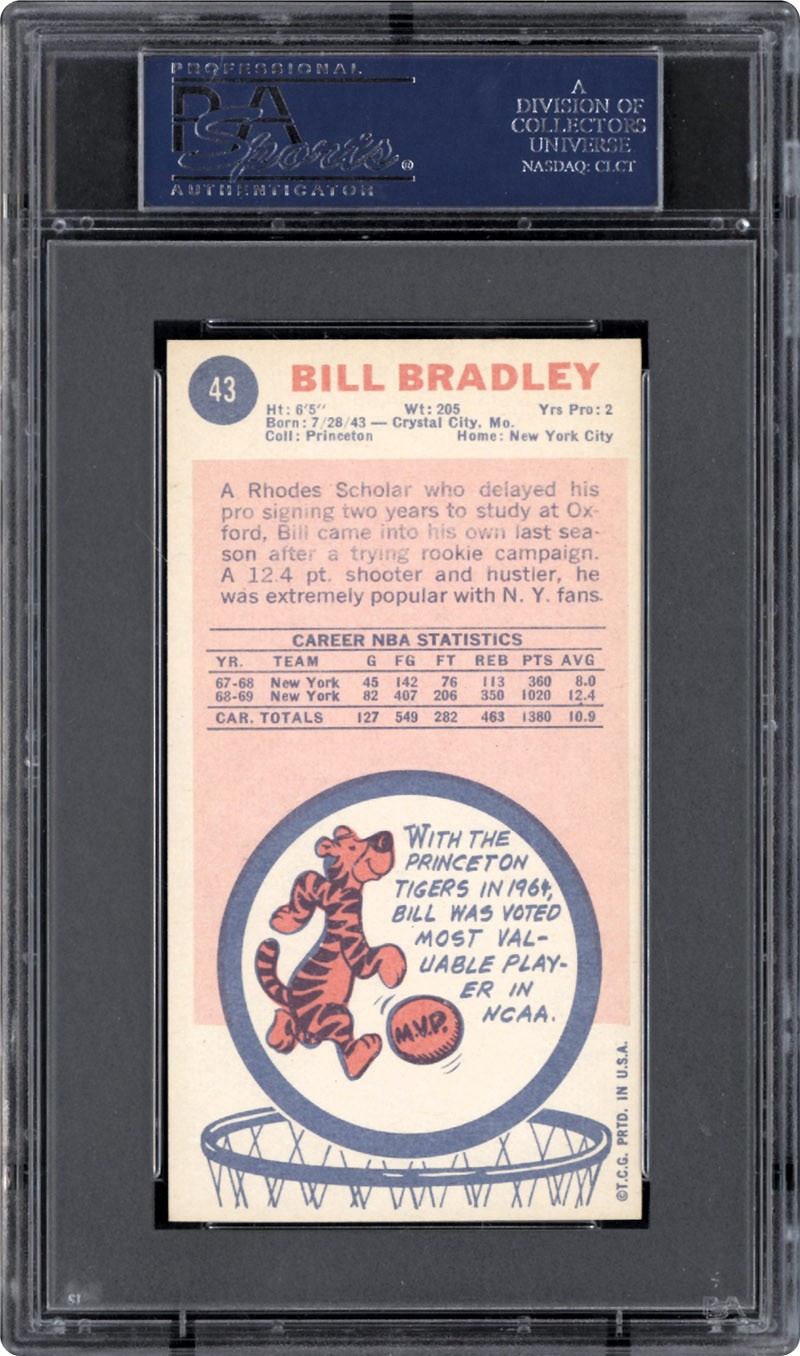 PROFESSIONAL
PSA
Sports®
AUTHENTICATOR
A
DIVISION OF
COLLECTORS
UNIVERSE
NASDAQ: CLCT
43
BILL BRADLEY
Ht: 6'5" Wt: 205 Yrs Pro: 2
Born: 7/28/43 — Crystal City, Mo.
Coll: Princeton Home: New York City
A Rhodes Scholar who delayed his
pro signing two years to study at Ox-
ford, Bill came into his own last sea-
son after a trying rookie campaign.
A 12.4 pt. shooter and hustler, he
was extremely popular with N. Y. fans.
CAREER NBA STATISTICS
YR. TEAM G FG FT REB PTS AVG
67-68 New York 45 142 76 113 360 8.0
68-69 New York 82 407 206 350 1020 12.4
CAR. TOTALS 127 549 282 463 1380 10.9
WITH THE
PRINCETON
TIGERS IN 1964,
BILL WAS VOTED
MOST VAL-
UABLE PLAY-
ER IN
NCAA.
M.V.P.
©T.C.G. PRTD. IN U.S.A.
PSA